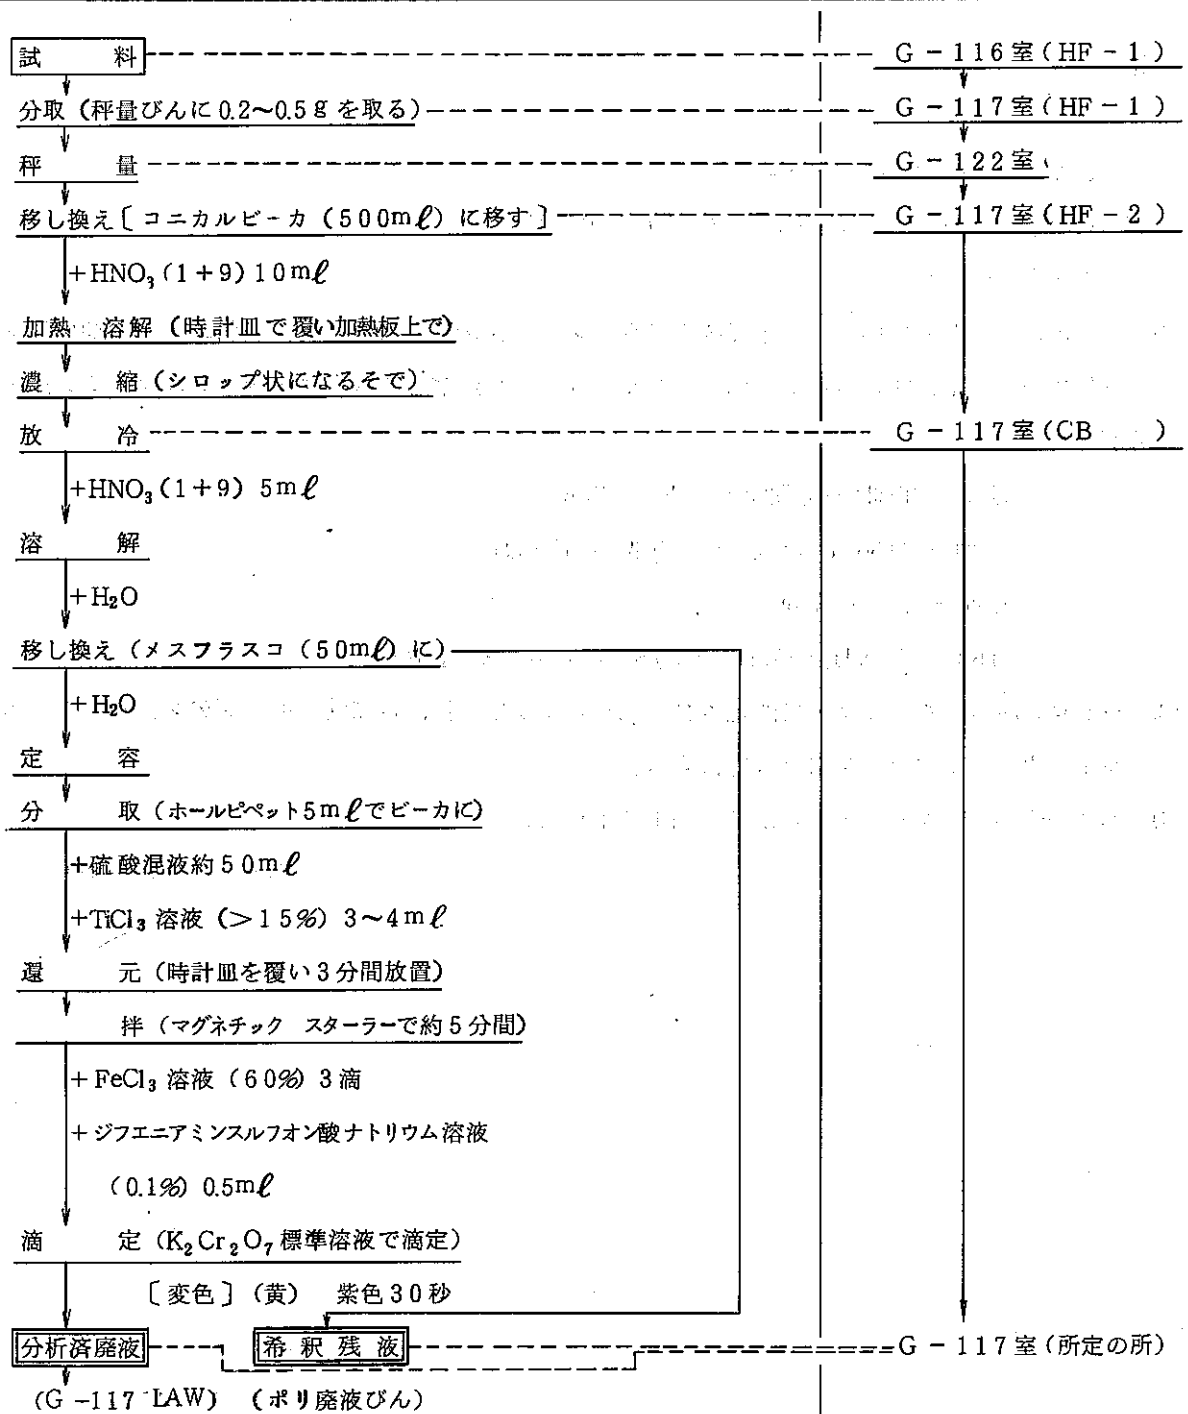 試　　料　G－116室（HF－1）
分取（秤量びんに0.2～0.5gを取る）　G－117室（HF－1）
秤　　量　G－122室
移し換え〔コニカルビーカ（500mℓ）に移す〕　G－117室（HF－2）
＋HNO₃（1＋9）10mℓ
加熱　溶解（時計皿で覆い加熱板上で）
濃　　縮（シロップ状になるそで）
放　　冷　G－117室（CB　　）
＋HNO₃（1＋9）5mℓ
溶　　解
＋H₂O
移し換え（メスフラスコ（50mℓ）に）
＋H₂O
定　　容
分　　取（ホールピペット5mℓでビーカに）
＋硫酸混液約50mℓ
＋TiCl₃溶液（＞15%）3～4mℓ
還　　元（時計皿を覆い3分間放置）
拌（マグネチック　スターラーで約5分間）
＋FeCl₃溶液（60%）3滴
＋ジフエニアミンスルフオン酸ナトリウム溶液
（0.1%）0.5mℓ
滴　　定（K₂Cr₂O₇標準溶液で滴定）
〔変色〕（黄）　紫色30秒
分析済廃液　希釈残液　G－117室（所定の所）
（G－117 LAW）　（ポリ廃液びん）